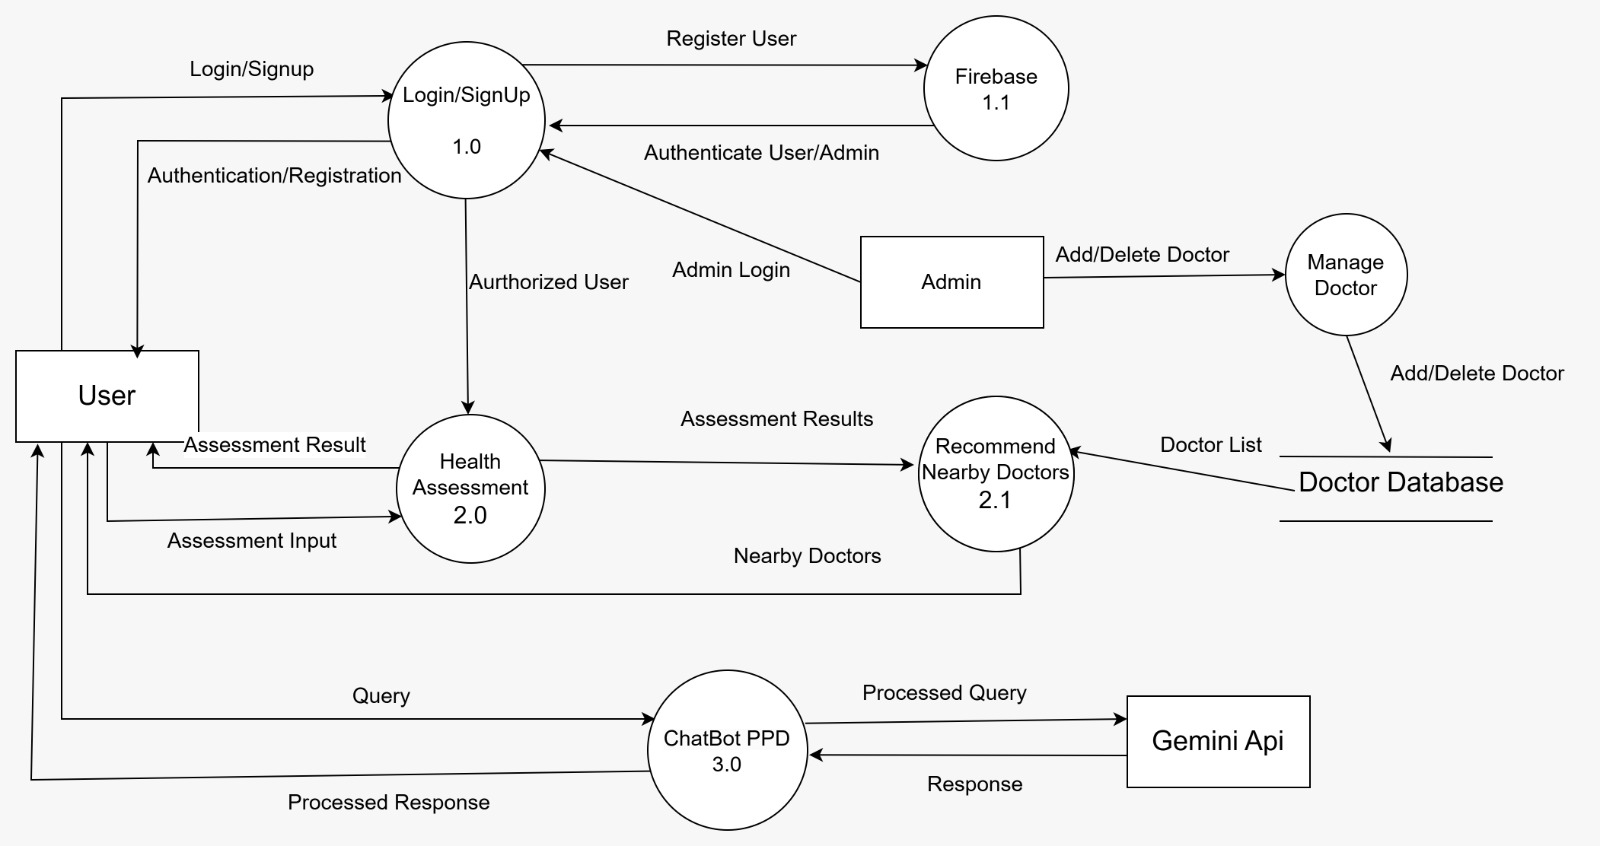 Register User
Login/Signup
Login/SignUp
1.0
Firebase
1.1
Authenticate User/Admin
Authentication/Registration
Admin Login
Aurthorized User
Admin
Add/Delete Doctor
Manage
Doctor
Add/Delete Doctor
User
Assessment Result
Health
Assessment
2.0
Assessment Input
Assessment Results
Recommend
Nearby Doctors
2.1
Doctor List
Doctor Database
Nearby Doctors
Query
ChatBot PPD
3.0
Processed Query
Gemini Api
Response
Processed Response